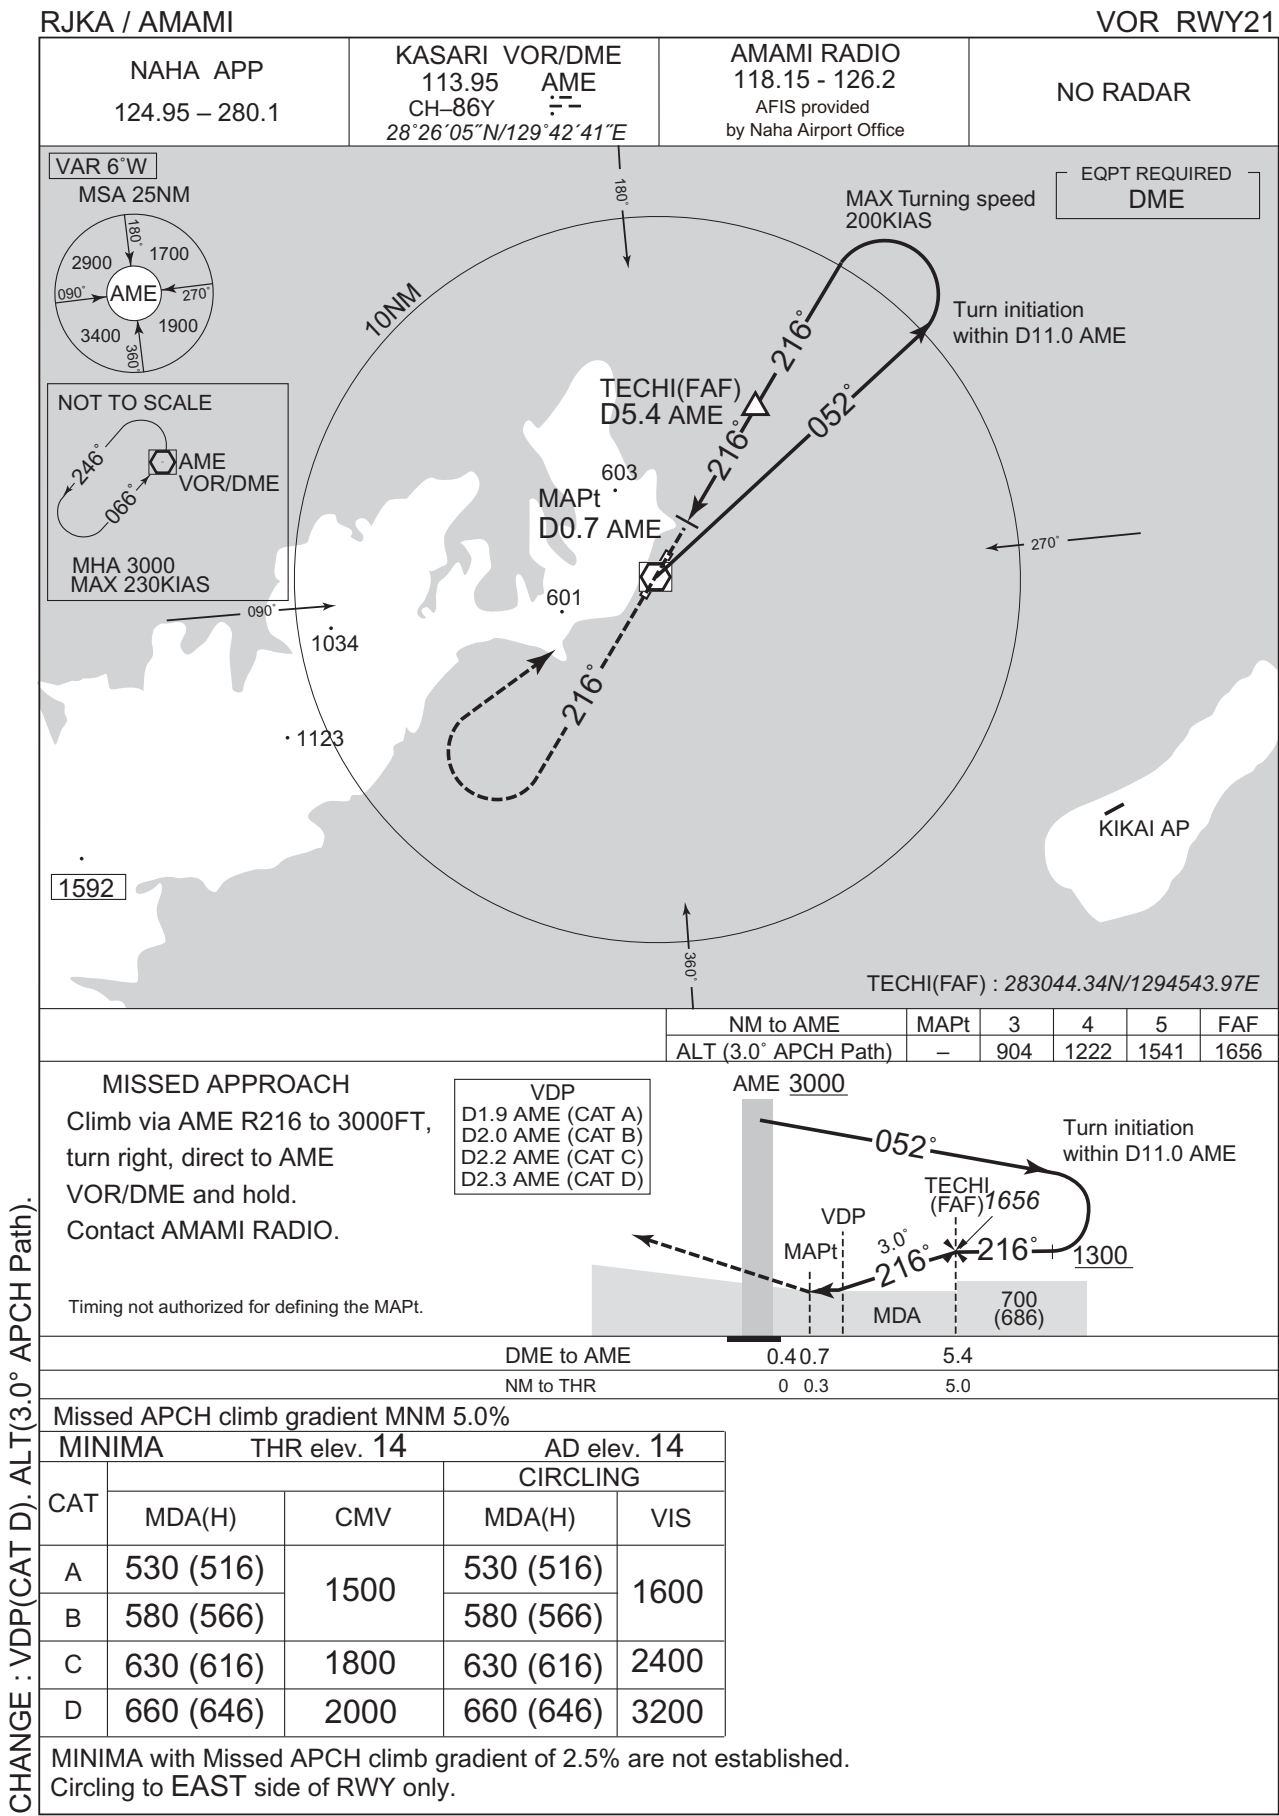 RJKA / AMAMI
VOR RWY21
NAHA APP
124.95 – 280.1
KASARI VOR/DME
113.95 AME
CH–86Y
28˚26´05˝N/129˚42´41˝E
AMAMI RADIO
118.15 - 126.2
AFIS provided
by Naha Airport Office
NO RADAR
VAR 6˚W
MSA 25NM
180˚
2900
1700
090˚
AME
270˚
3400
1900
360˚
180˚
MAX Turning speed
200KIAS
EQPT REQUIRED
DME
10NM
Turn initiation
within D11.0 AME
216˚
052˚
TECHI(FAF)
D5.4 AME
216˚
NOT TO SCALE
246˚
066˚
AME
VOR/DME
MHA 3000
MAX 230KIAS
603
MAPt
D0.7 AME
270˚
601
090˚
1034
216˚
1123
KIKAI AP
1592
360˚
TECHI(FAF) : 283044.34N/1294543.97E
NM to AME MAPt 3 4 5 FAF
ALT (3.0˚ APCH Path) – 904 1222 1541 1656
MISSED APPROACH
Climb via AME R216 to 3000FT,
turn right, direct to AME
VOR/DME and hold.
Contact AMAMI RADIO.
Timing not authorized for defining the MAPt.
VDP
D1.9 AME (CAT A)
D2.0 AME (CAT B)
D2.2 AME (CAT C)
D2.3 AME (CAT D)
AME 3000
052˚
Turn initiation
within D11.0 AME
TECHI
(FAF) 1656
VDP
MAPt
3.0˚
216˚
216˚
1300
MDA
700
(686)
DME to AME 0.4 0.7 5.4
NM to THR 0 0.3 5.0
Missed APCH climb gradient MNM 5.0%
MINIMA THR elev. 14 AD elev. 14
CIRCLING
CAT MDA(H) CMV MDA(H) VIS
A 530 (516) 1500 530 (516) 1600
B 580 (566) 580 (566)
C 630 (616) 1800 630 (616) 2400
D 660 (646) 2000 660 (646) 3200
MINIMA with Missed APCH climb gradient of 2.5% are not established.
Circling to EAST side of RWY only.
CHANGE : VDP(CAT D). ALT(3.0° APCH Path).